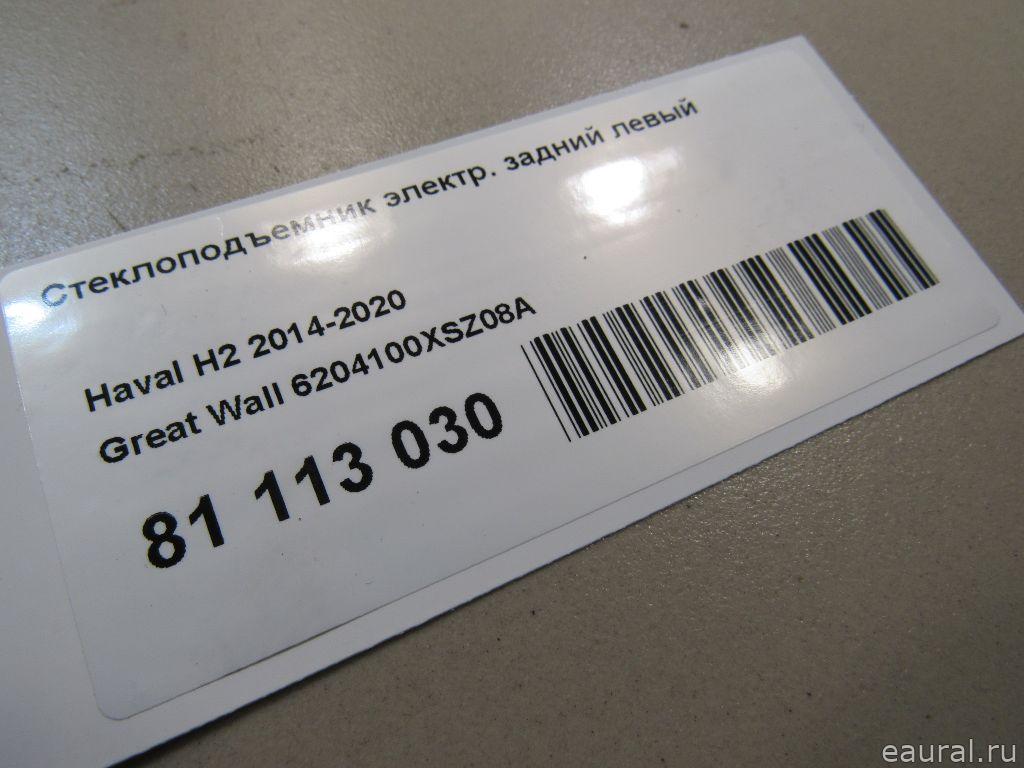 Стеклоподъемник электр. задний левый
Haval H2 2014-2020
Great Wall 6204100XSZ08A
81 113 030
eaural.ru